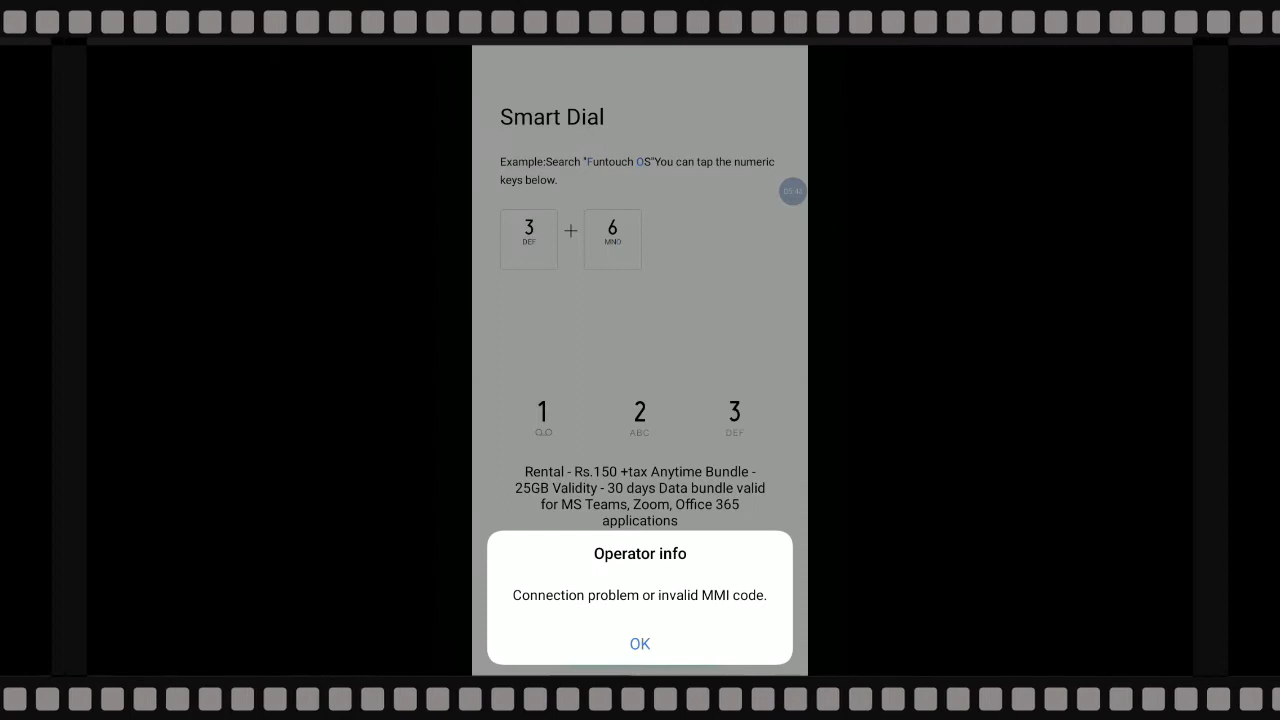 Smart Dial
Example:Search "Funtouch OS"You can tap the numeric
keys below.
3 + 6
DEF MNO
1 2 3
ABC DEF
Rental - Rs.150 +tax Anytime Bundle -
25GB Validity - 30 days Data bundle valid
for MS Teams, Zoom, Office 365
applications
Operator info
Connection problem or invalid MMI code.
OK